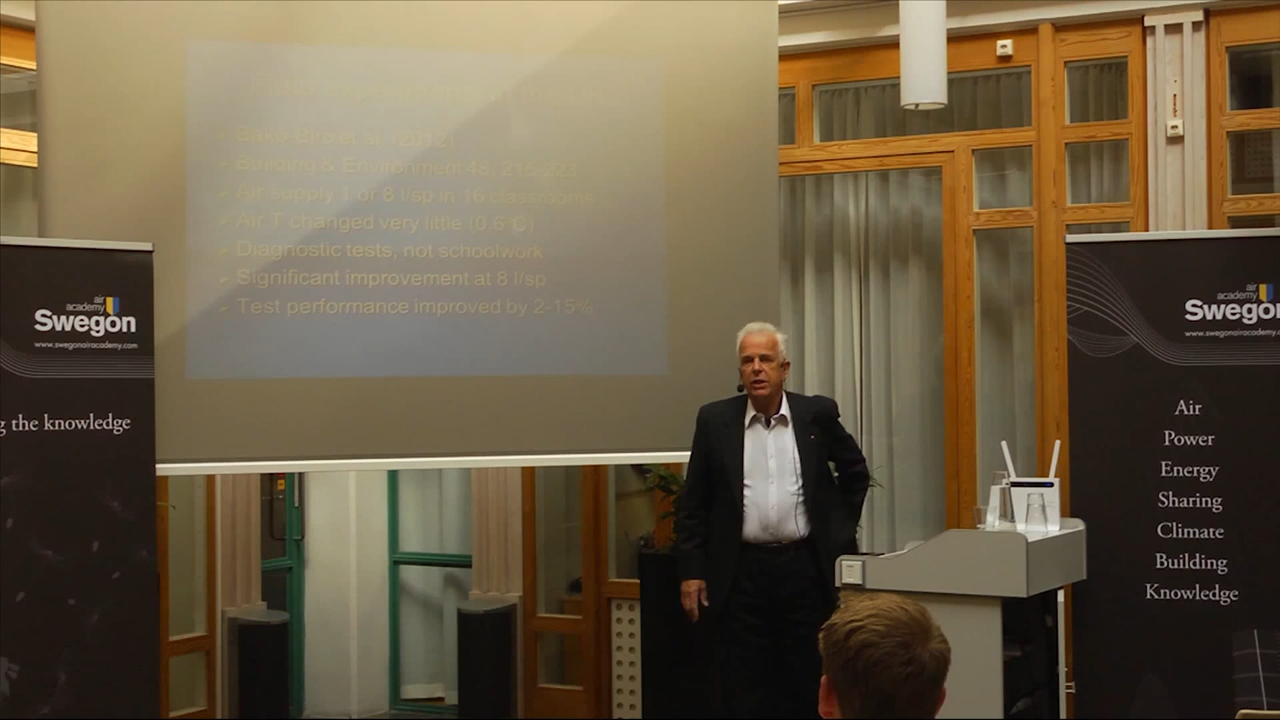 Bakó-Biró et al. (2012)
Building & Environment 48, 215-223
Air supply 1 or 8 l/sp in 16 classrooms
Air T changed very little (0.6°C)
Diagnostic tests, not schoolwork
Significant improvement at 8 l/sp
Test performance improved by 2-15%
air
academy
Swegon
www.swegonairacademy.com
g the knowledge
air
academy
Swegon
www.swegonairacademy.c
Air
Power
Energy
Sharing
Climate
Building
Knowledge